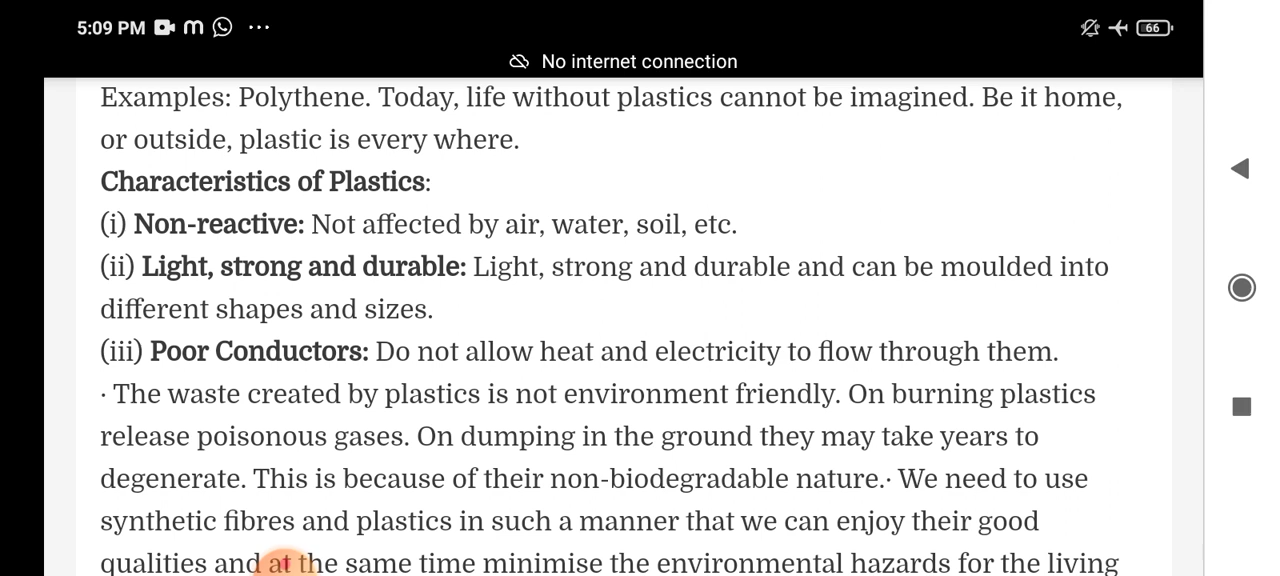 5:09 PM m ...
66
No internet connection
Examples: Polythene. Today, life without plastics cannot be imagined. Be it home,
or outside, plastic is every where.
Characteristics of Plastics:
(i) Non-reactive: Not affected by air, water, soil, etc.
(ii) Light, strong and durable: Light, strong and durable and can be moulded into
different shapes and sizes.
(iii) Poor Conductors: Do not allow heat and electricity to flow through them.
· The waste created by plastics is not environment friendly. On burning plastics
release poisonous gases. On dumping in the ground they may take years to
degenerate. This is because of their non-biodegradable nature.· We need to use
synthetic fibres and plastics in such a manner that we can enjoy their good
qualities and at the same time minimise the environmental hazards for the living